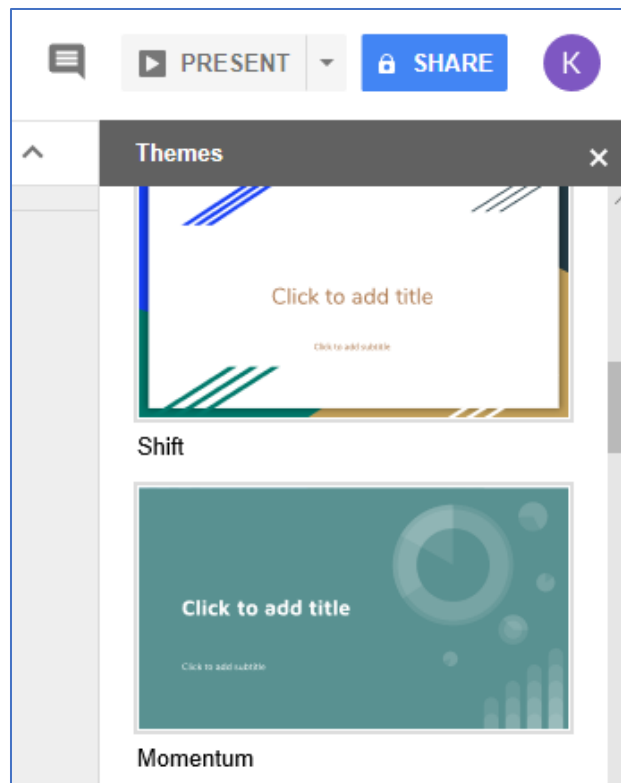 PRESENT SHARE K
Themes
Click to add title
Click to add subtitle
Shift
Click to add title
Click to add subtitle
Momentum